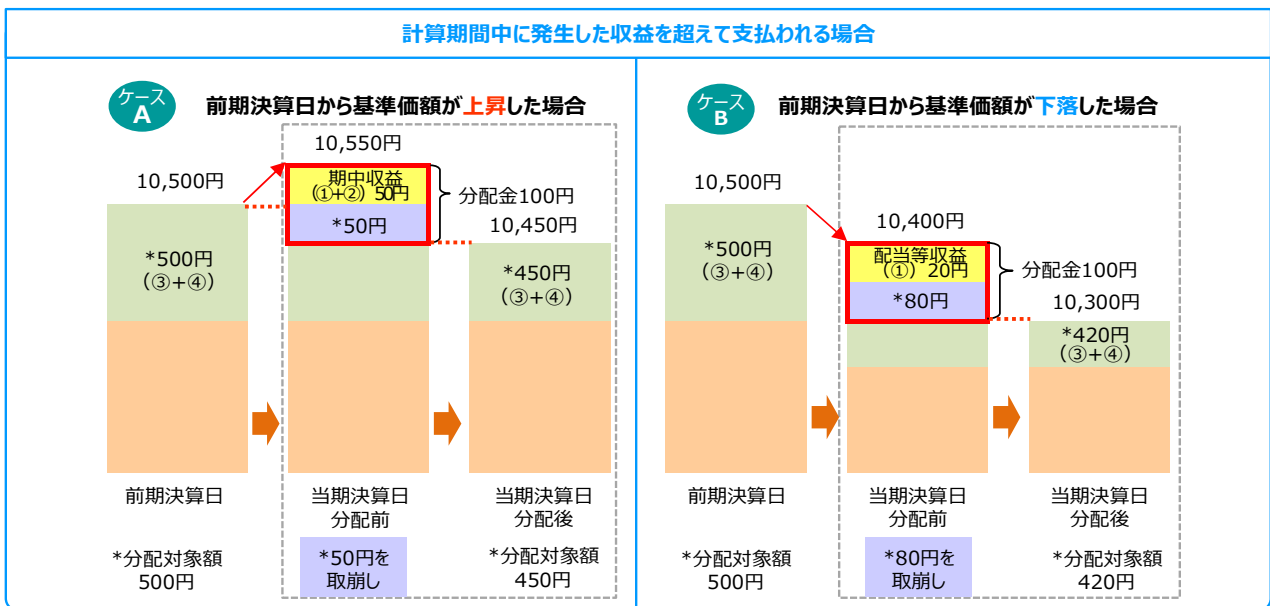 計算期間中に発生した収益を超えて支払われる場合
ケース
A
前期決算日から基準価額が上昇した場合
10,500円
10,550円
期中収益
(①+②) 50円
*50円
分配金100円
10,450円
*500円
(③+④)
*450円
(③+④)
前期決算日
当期決算日
分配前
当期決算日
分配後
*分配対象額
500円
*50円を
取崩し
*分配対象額
450円
ケース
B
前期決算日から基準価額が下落した場合
10,500円
10,400円
配当等収益
(①) 20円
*80円
分配金100円
10,300円
*500円
(③+④)
*420円
(③+④)
前期決算日
当期決算日
分配前
当期決算日
分配後
*分配対象額
500円
*80円を
取崩し
*分配対象額
420円